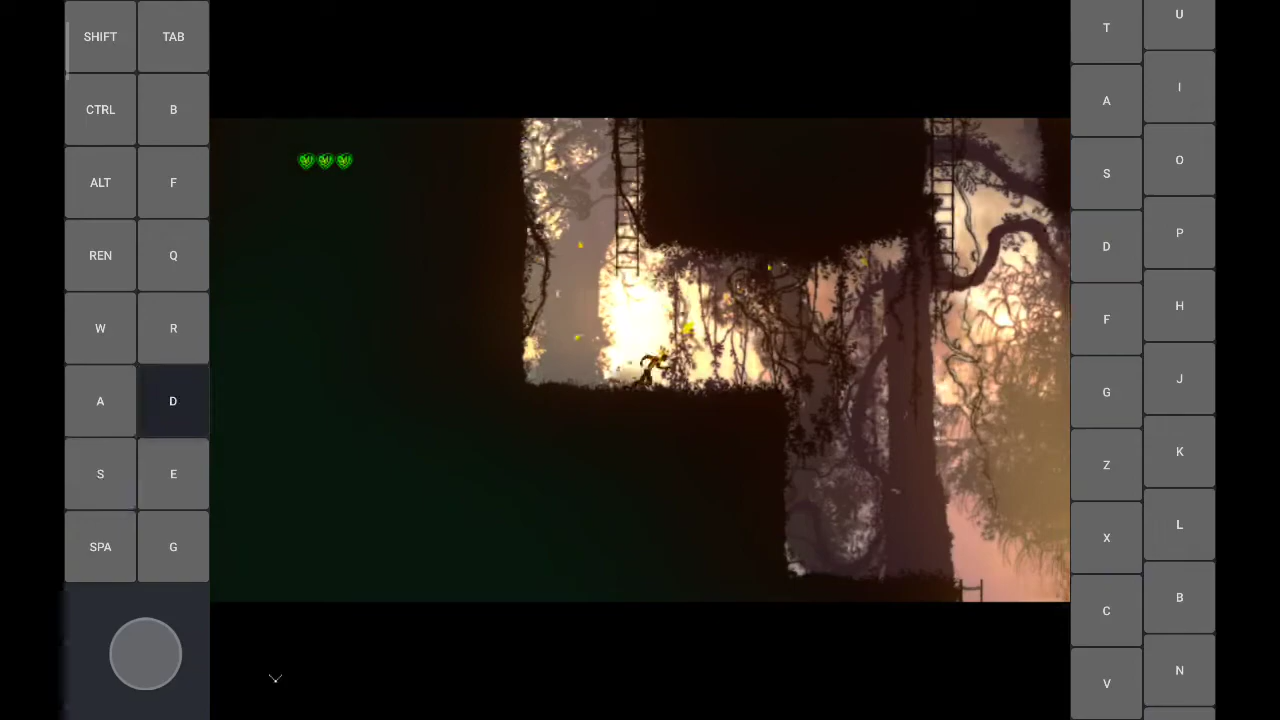 SHIFT TAB
CTRL B
ALT F
REN Q
W R
A D
S E
SPA G
T U
A I
S O
D P
F H
G J
Z K
X L
C B
V N